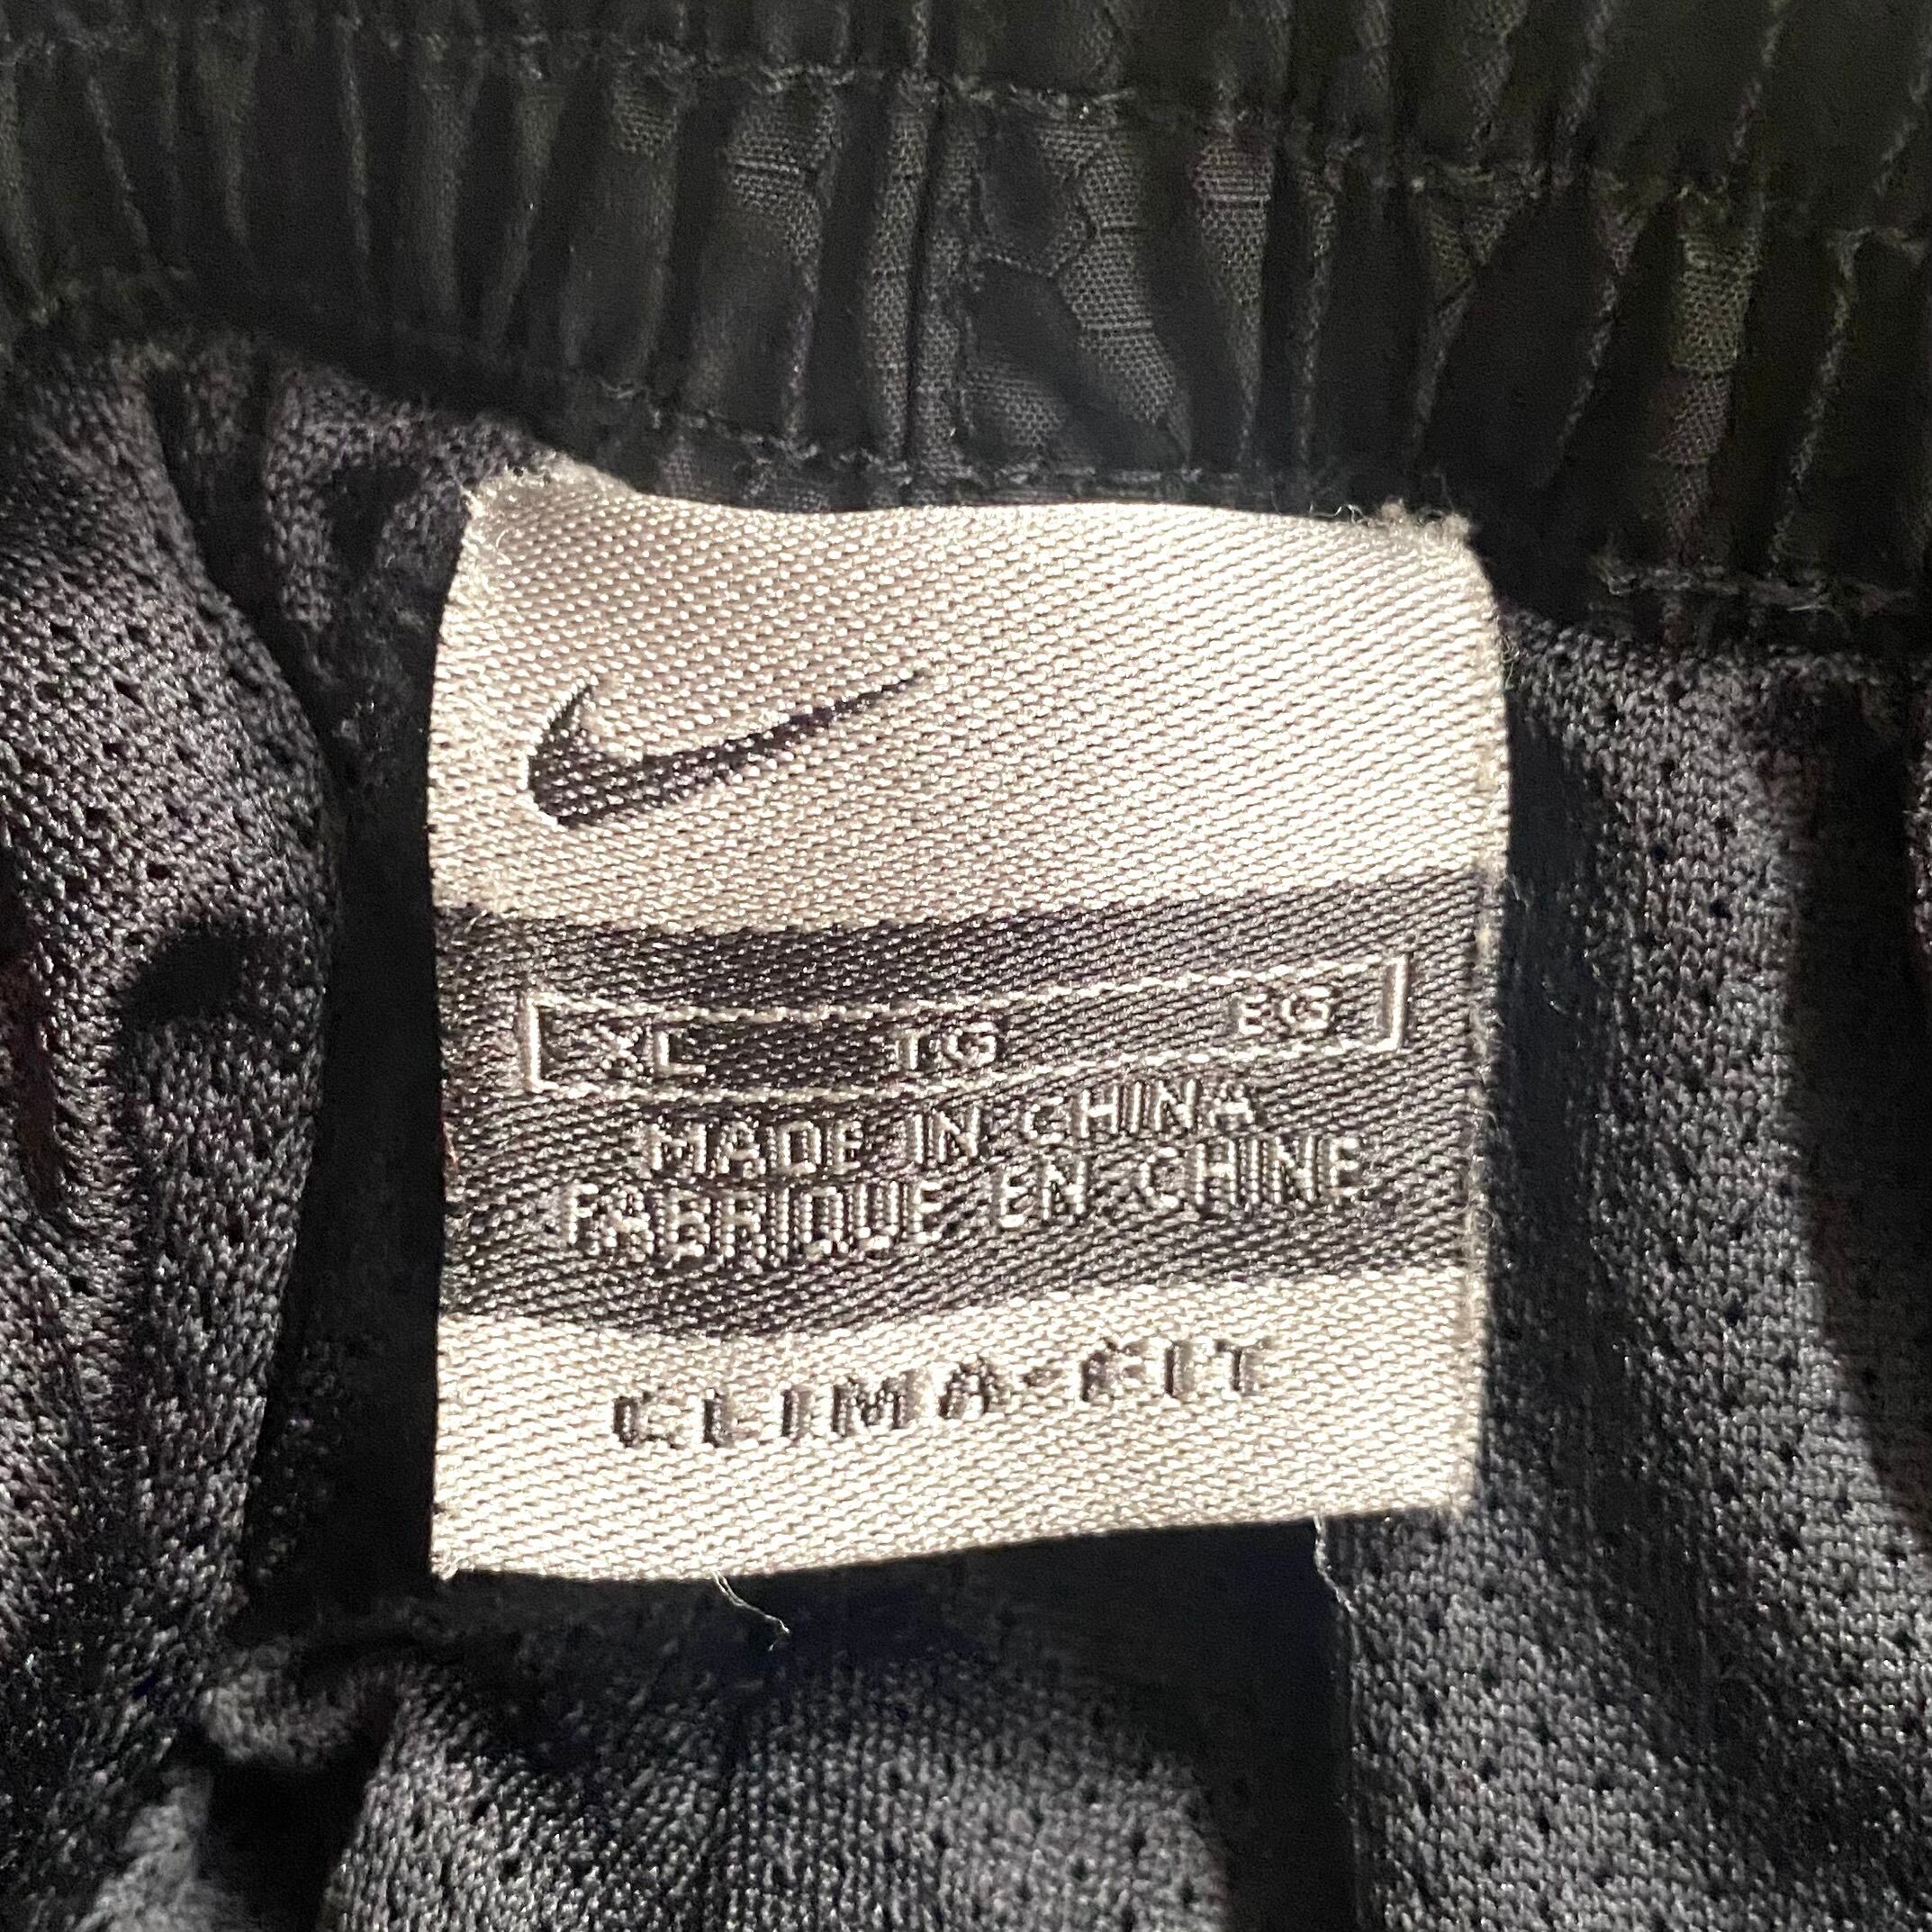 XL TG EG
MADE IN CHINA
FABRIQUE EN CHINE
CLIMA-FIT